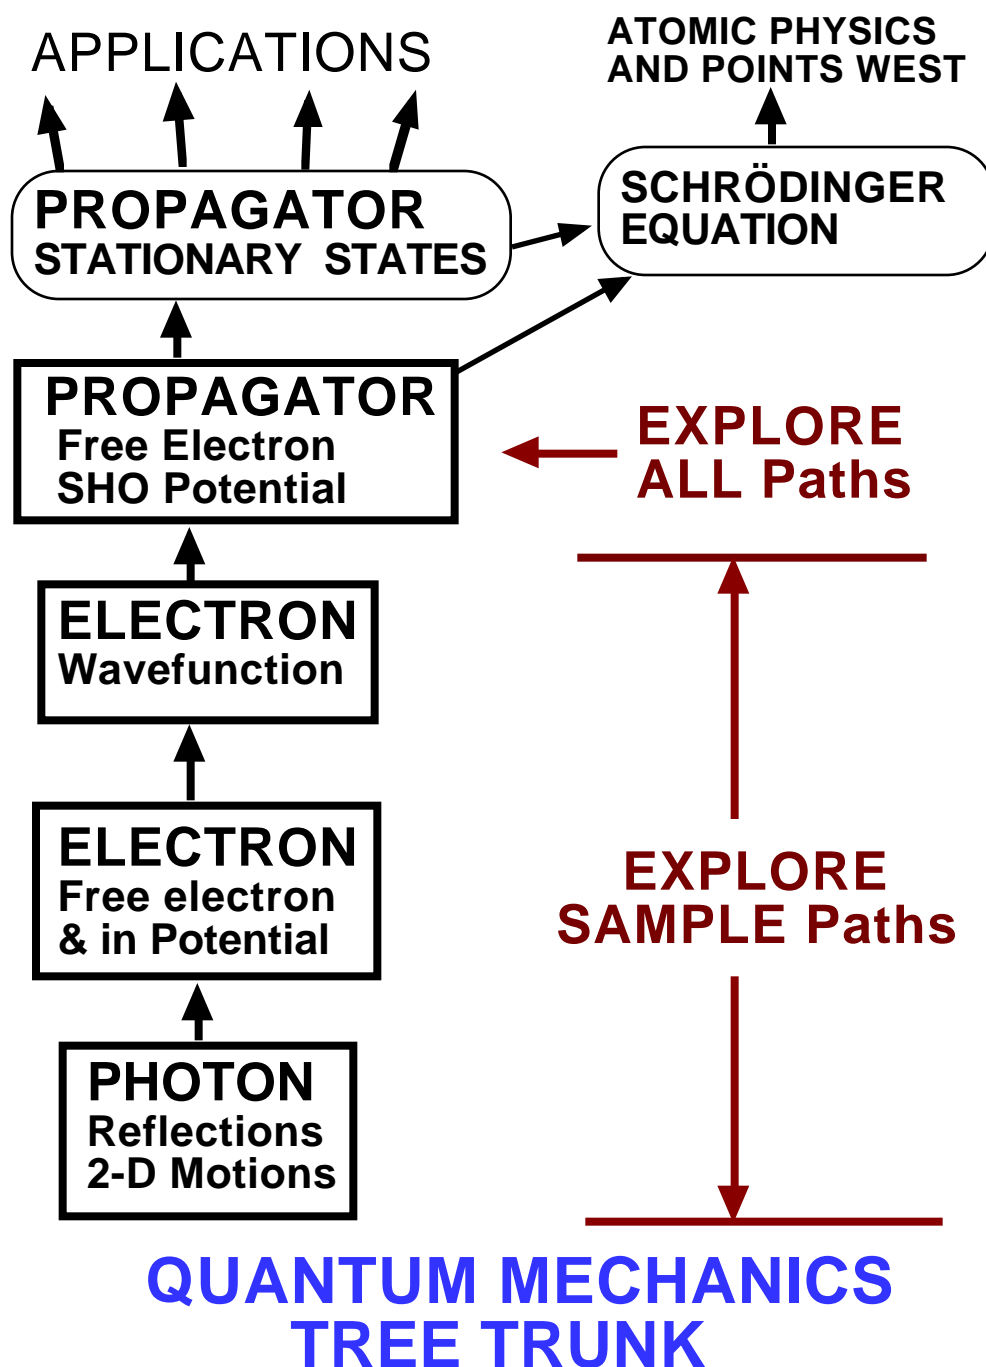 APPLICATIONS
ATOMIC PHYSICS
AND POINTS WEST
PROPAGATOR
STATIONARY STATES
SCHRÖDINGER
EQUATION
PROPAGATOR
Free Electron
SHO Potential
EXPLORE
ALL Paths
ELECTRON
Wavefunction
ELECTRON
Free electron
& in Potential
EXPLORE
SAMPLE Paths
PHOTON
Reflections
2-D Motions
QUANTUM MECHANICS
TREE TRUNK